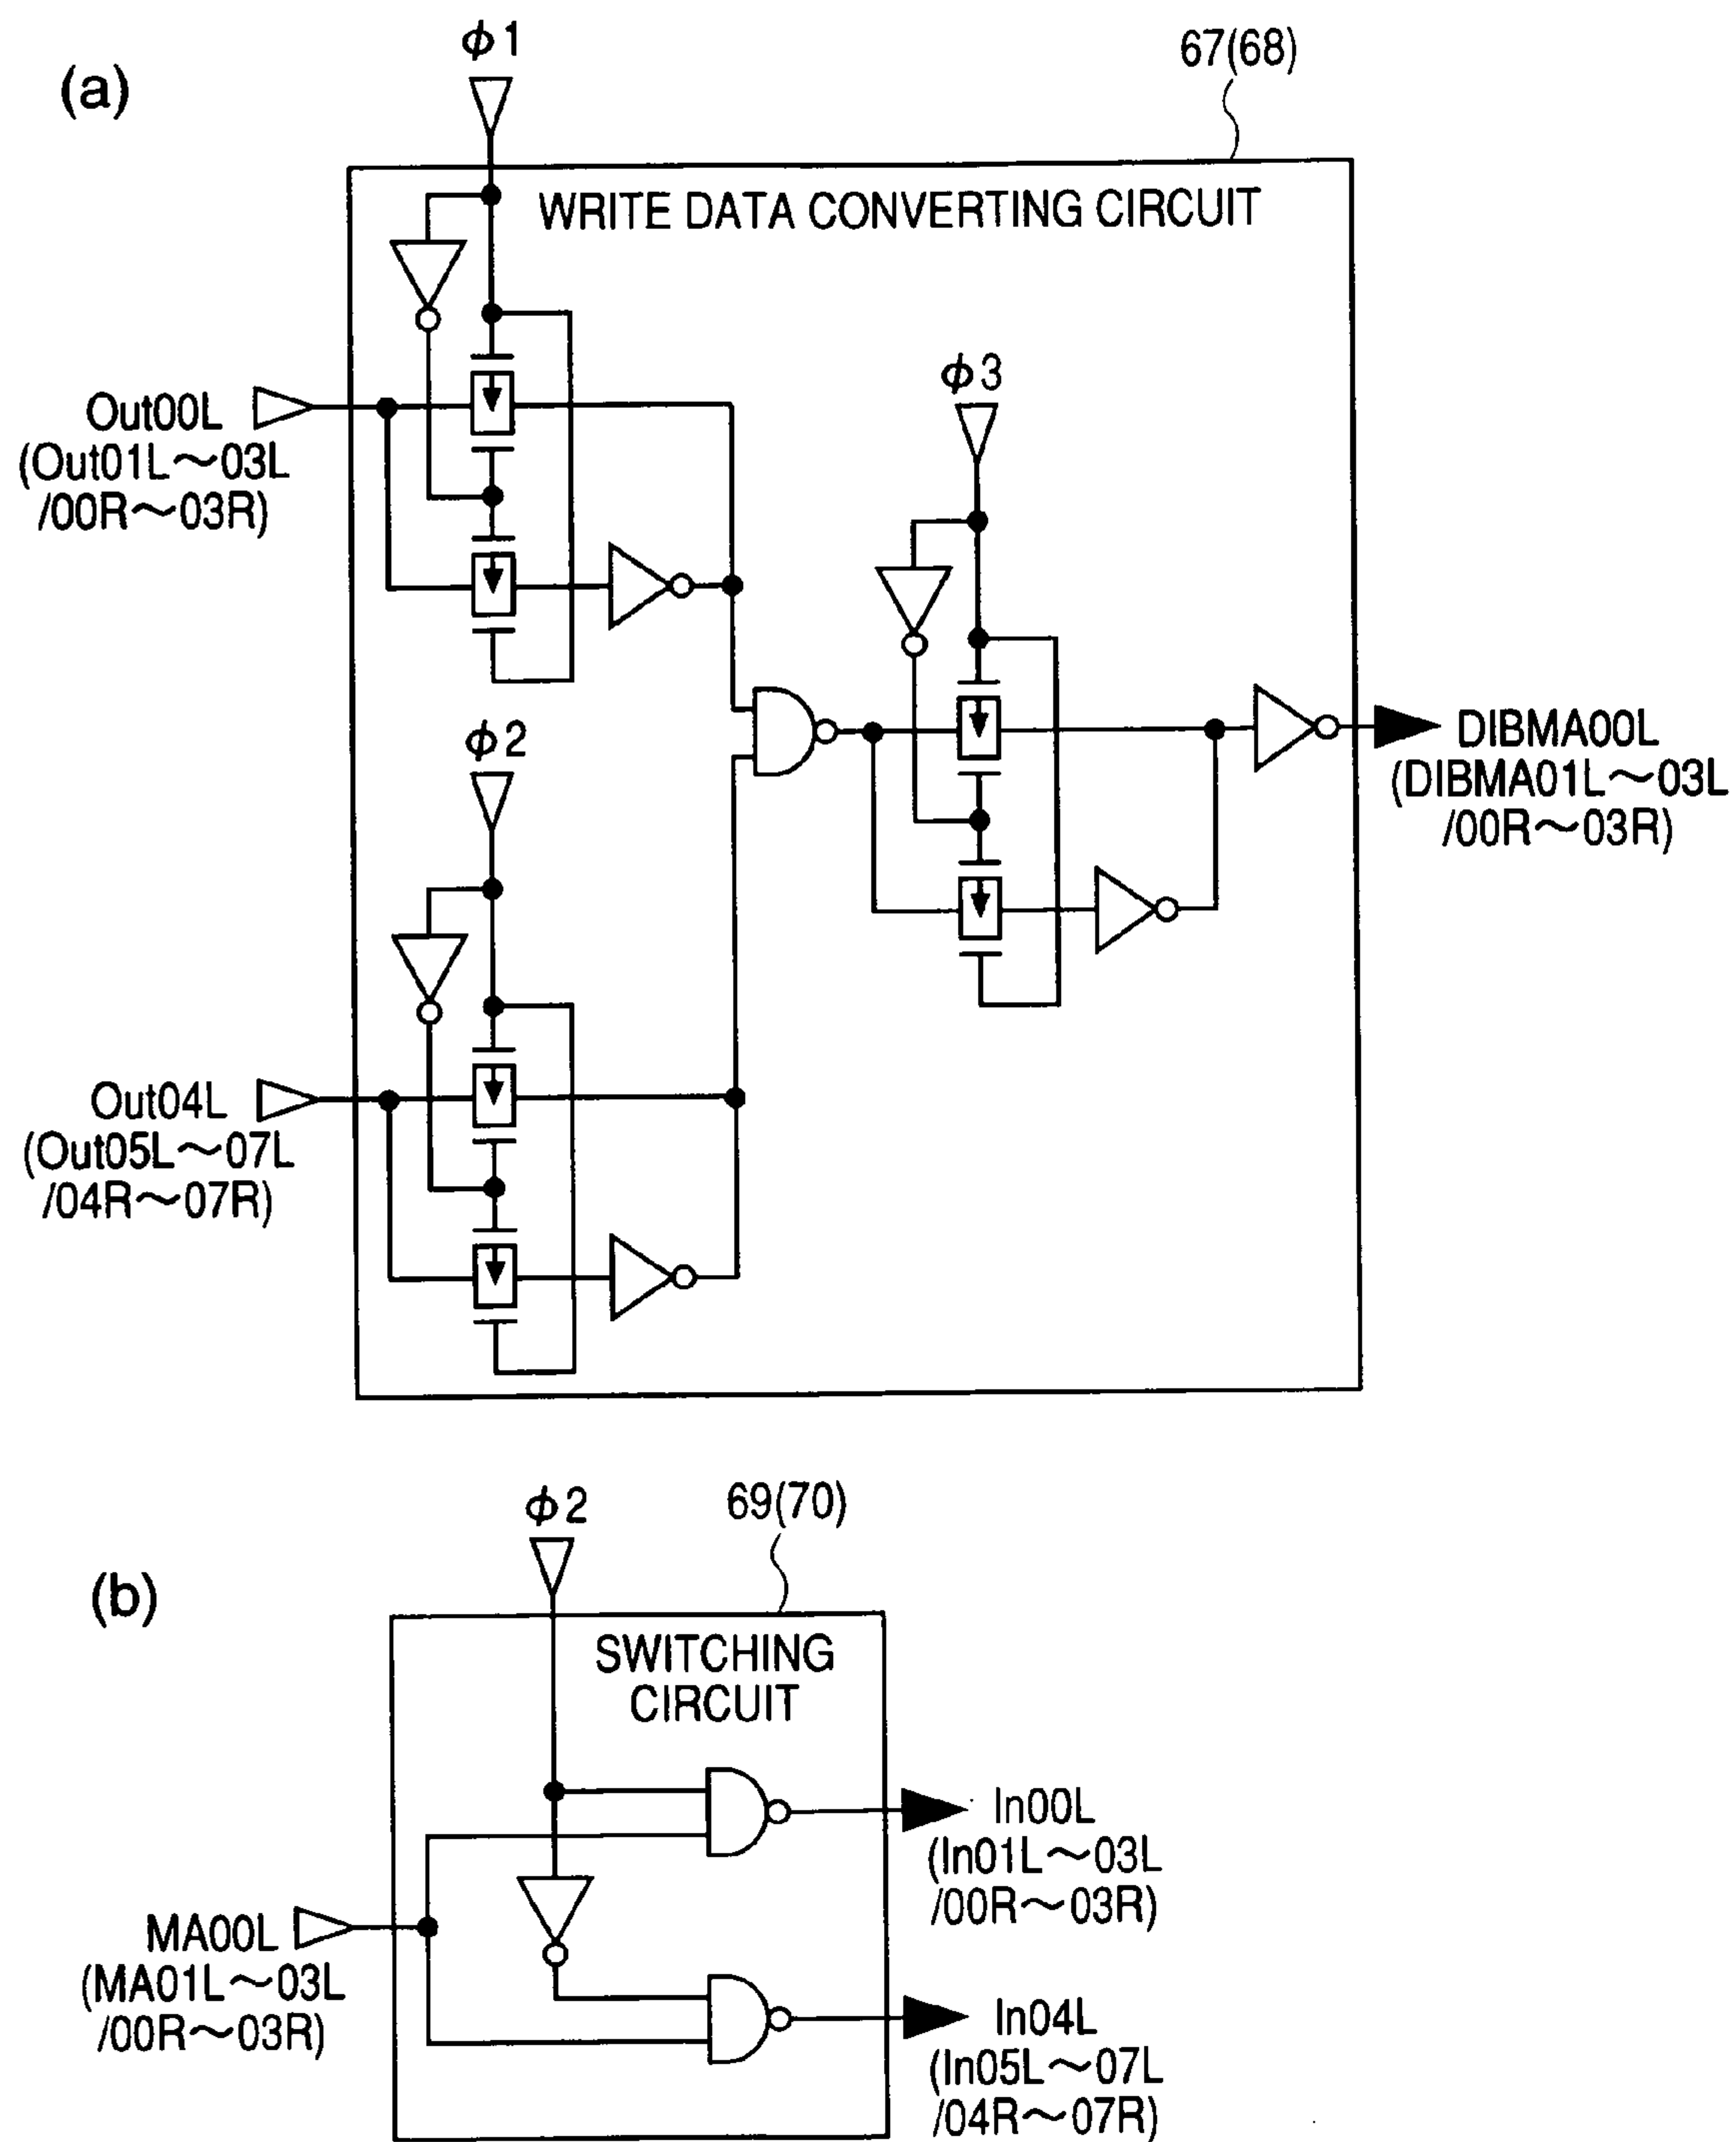 (a)
ϕ1
67(68)
WRITE DATA CONVERTING CIRCUIT
Out00L
(Out01L～03L
/00R～03R)
ϕ3
ϕ2
DIBMA00L
(DIBMA01L～03L
/00R～03R)
Out04L
(Out05L～07L
/04R～07R)
(b)
ϕ2
69(70)
SWITCHING
CIRCUIT
In00L
(In01L～03L
/00R～03R)
MA00L
(MA01L～03L
/00R～03R)
In04L
(In05L～07L
/04R～07R)